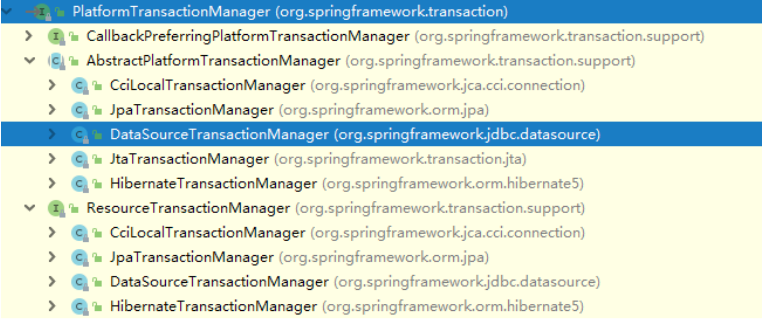 PlatformTransactionManager (org.springframework.transaction)
CallbackPreferringPlatformTransactionManager (org.springframework.transaction.support)
AbstractPlatformTransactionManager (org.springframework.transaction.support)
CciLocalTransactionManager (org.springframework.jca.cci.connection)
JpaTransactionManager (org.springframework.orm.jpa)
DataSourceTransactionManager (org.springframework.jdbc.datasource)
JtaTransactionManager (org.springframework.transaction.jta)
HibernateTransactionManager (org.springframework.orm.hibernate5)
ResourceTransactionManager (org.springframework.transaction.support)
CciLocalTransactionManager (org.springframework.jca.cci.connection)
JpaTransactionManager (org.springframework.orm.jpa)
DataSourceTransactionManager (org.springframework.jdbc.datasource)
HibernateTransactionManager (org.springframework.orm.hibernate5)